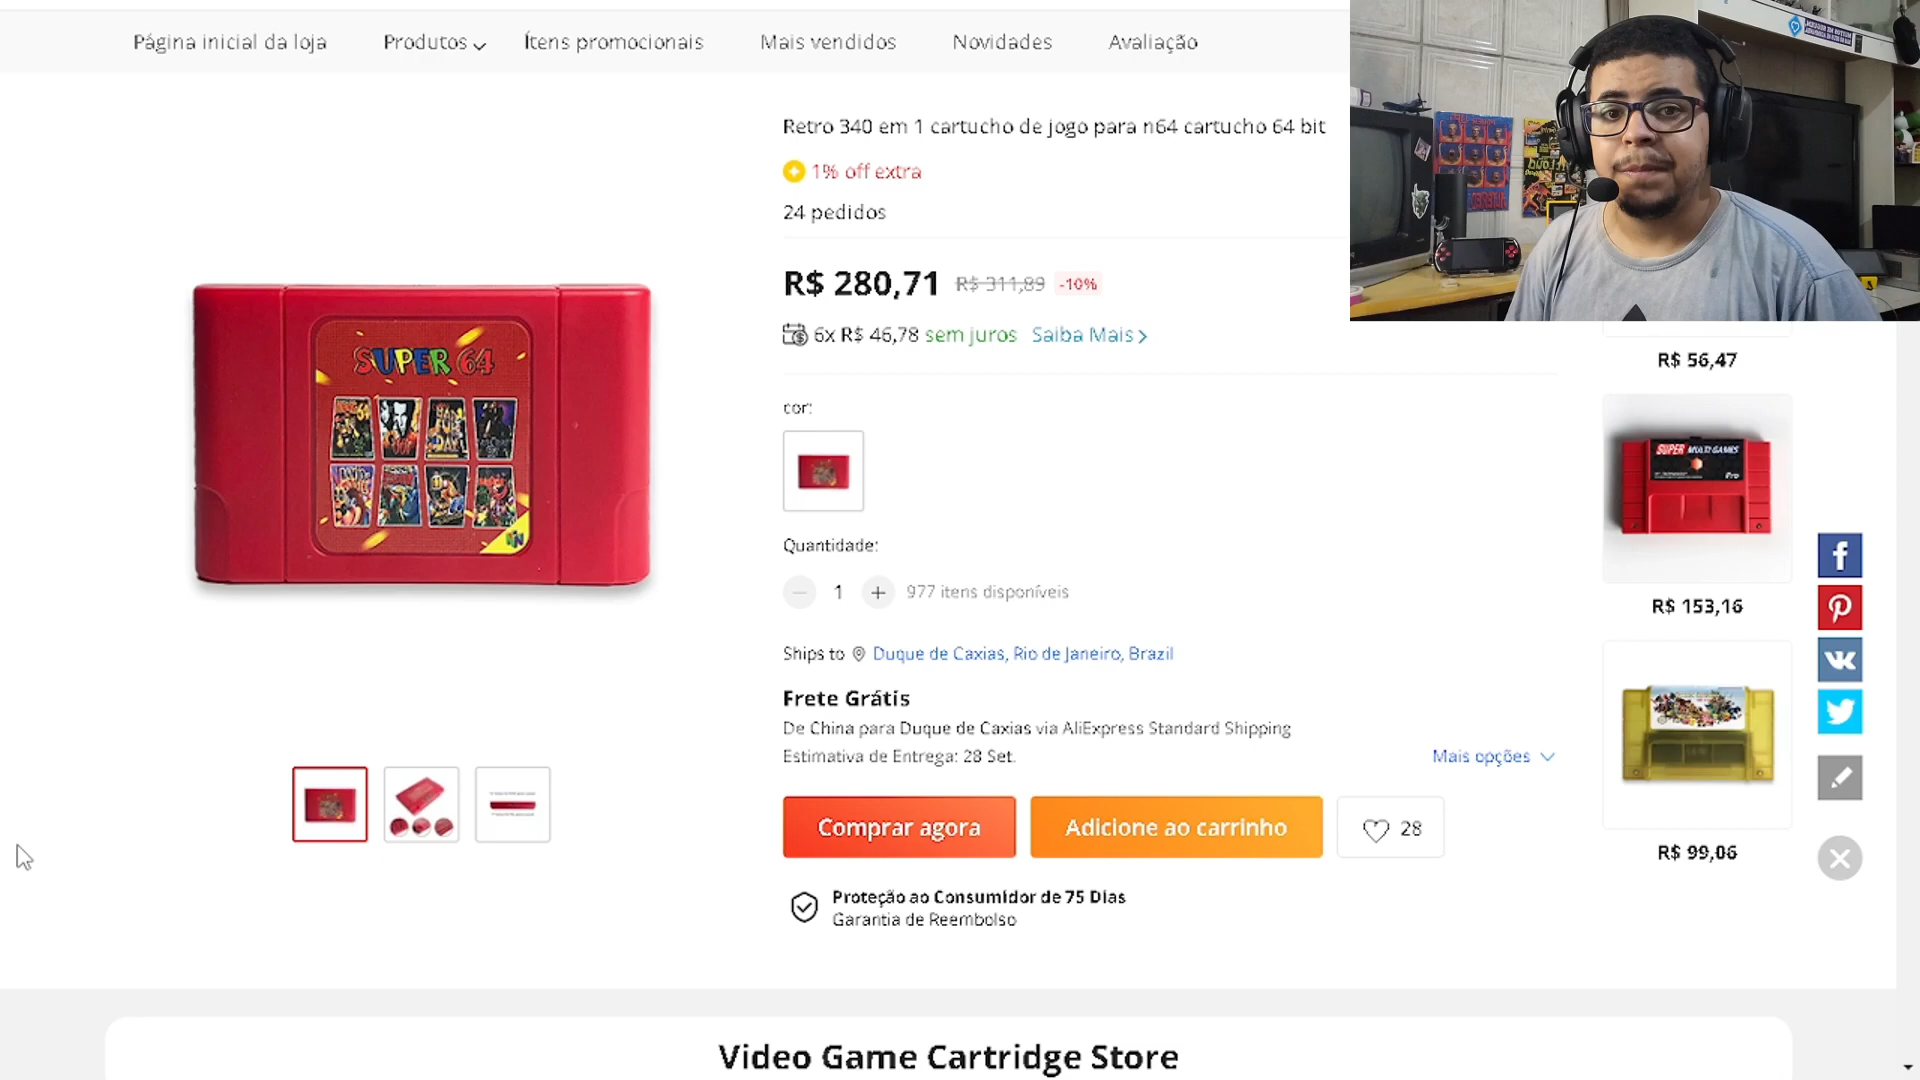 Página inicial da loja
Produtos
Ítens promocionais
Mais vendidos
Novidades
Avaliação
Retro 340 em 1 cartucho de jogo para n64 cartucho 64 bit
1% off extra
24 pedidos
R$ 280,71 R$ 311,89 -10%
6x R$ 46,78 sem juros Saiba Mais
cor:
Quantidade:
1
977 itens disponíveis
Ships to Duque de Caxias, Rio de Janeiro, Brazil
Frete Grátis
De China para Duque de Caxias via AliExpress Standard Shipping
Estimativa de Entrega: 28 Set.
Mais opções
Comprar agora
Adicione ao carrinho
28
Proteção ao Consumidor de 75 Dias
Garantia de Reembolso
SUPER 64
R$ 56,47
SUPER MULTI GAMES
R$ 153,16
R$ 99,06
Video Game Cartridge Store